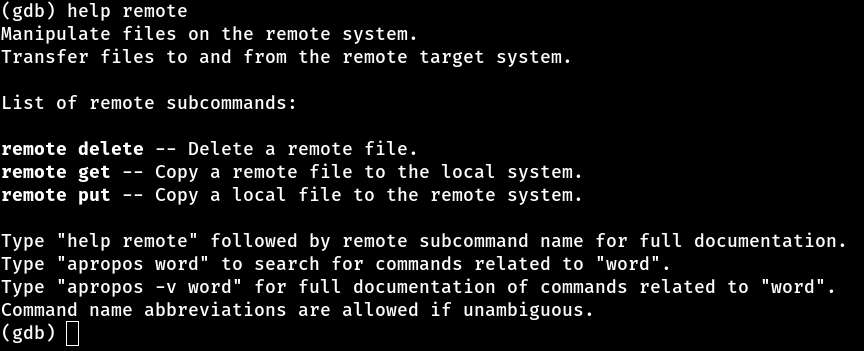 (gdb) help remote
Manipulate files on the remote system.
Transfer files to and from the remote target system.
List of remote subcommands:
remote delete -- Delete a remote file.
remote get -- Copy a remote file to the local system.
remote put -- Copy a local file to the remote system.
Type "help remote" followed by remote subcommand name for full documentation.
Type "apropos word" to search for commands related to "word".
Type "apropos -v word" for full documentation of commands related to "word".
Command name abbreviations are allowed if unambiguous.
(gdb)